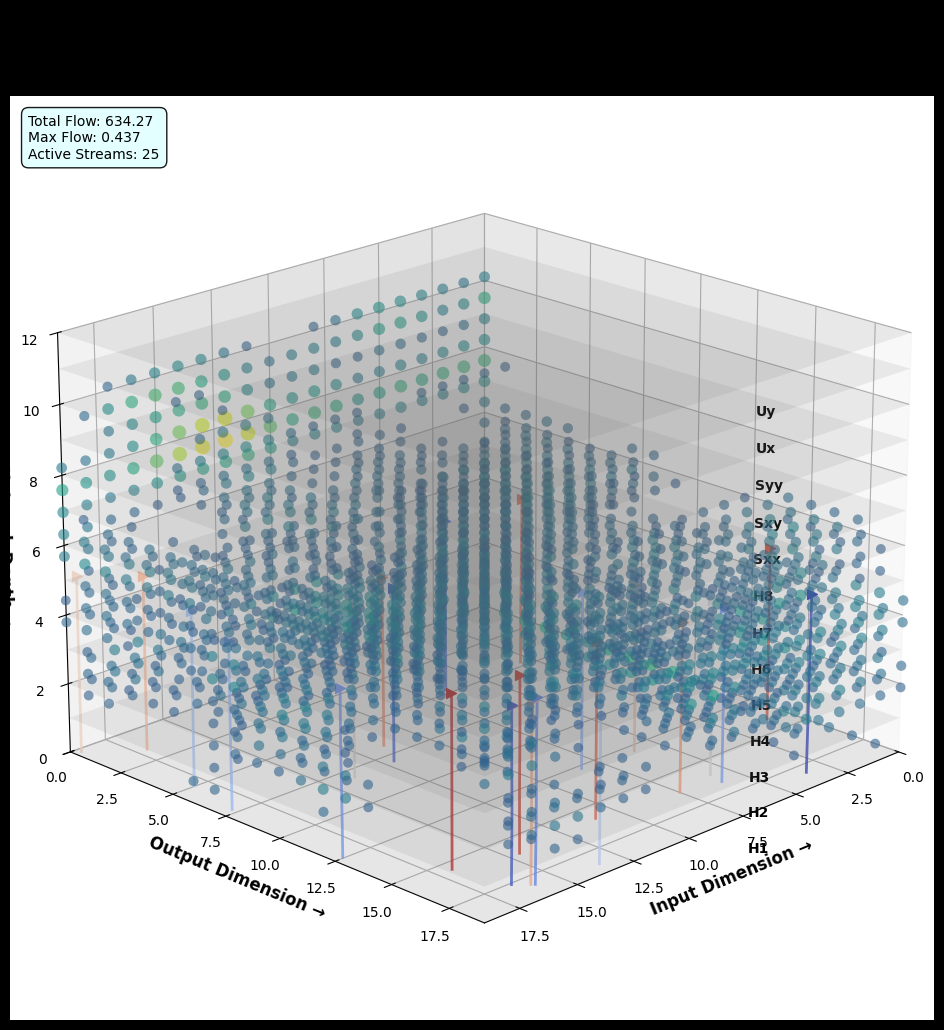 Total Flow: 634.27
Max Flow: 0.437
Active Streams: 25
12
10
8
6
4
2
0
Uy
Ux
Syy
Sxy
Sxx
H8
H7
H6
H5
H4
H3
H2
H1
0.0
2.5
5.0
7.5
10.0
12.5
15.0
17.5
Output Dimension →
17.5
15.0
12.5
10.0
7.5
5.0
2.5
0.0
Input Dimension →